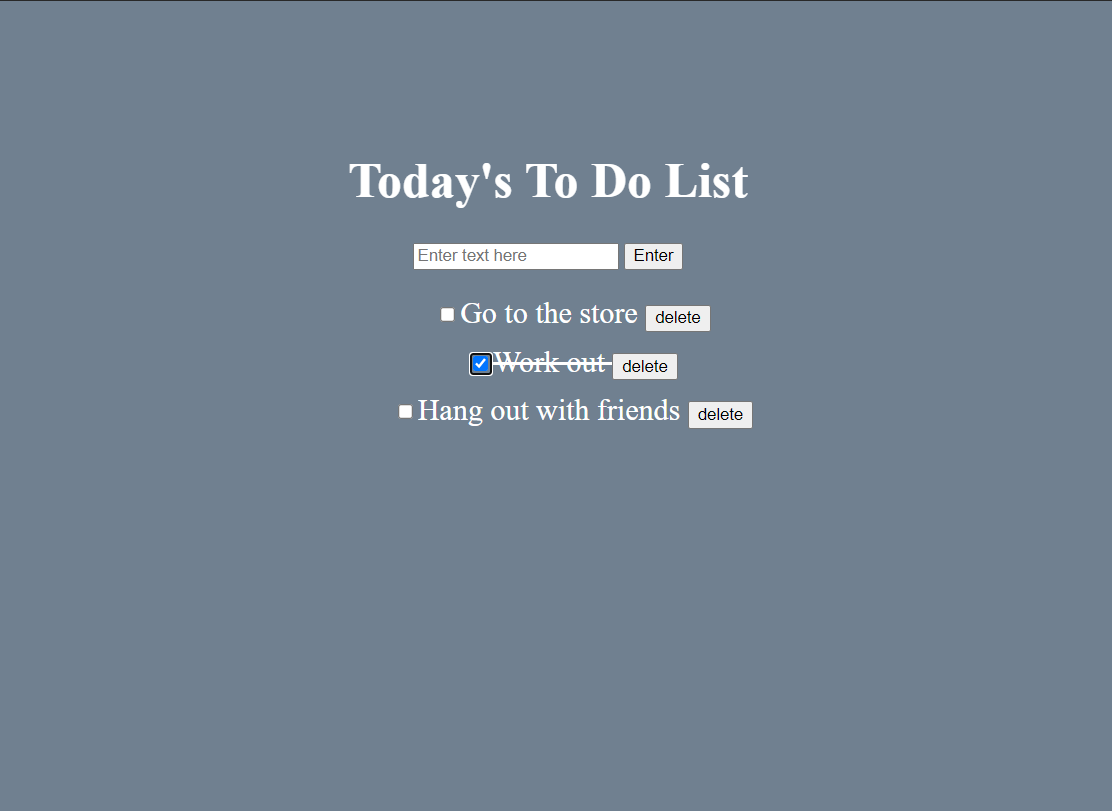 Today's To Do List
Enter text here Enter
Go to the store delete
Work out delete
Hang out with friends delete